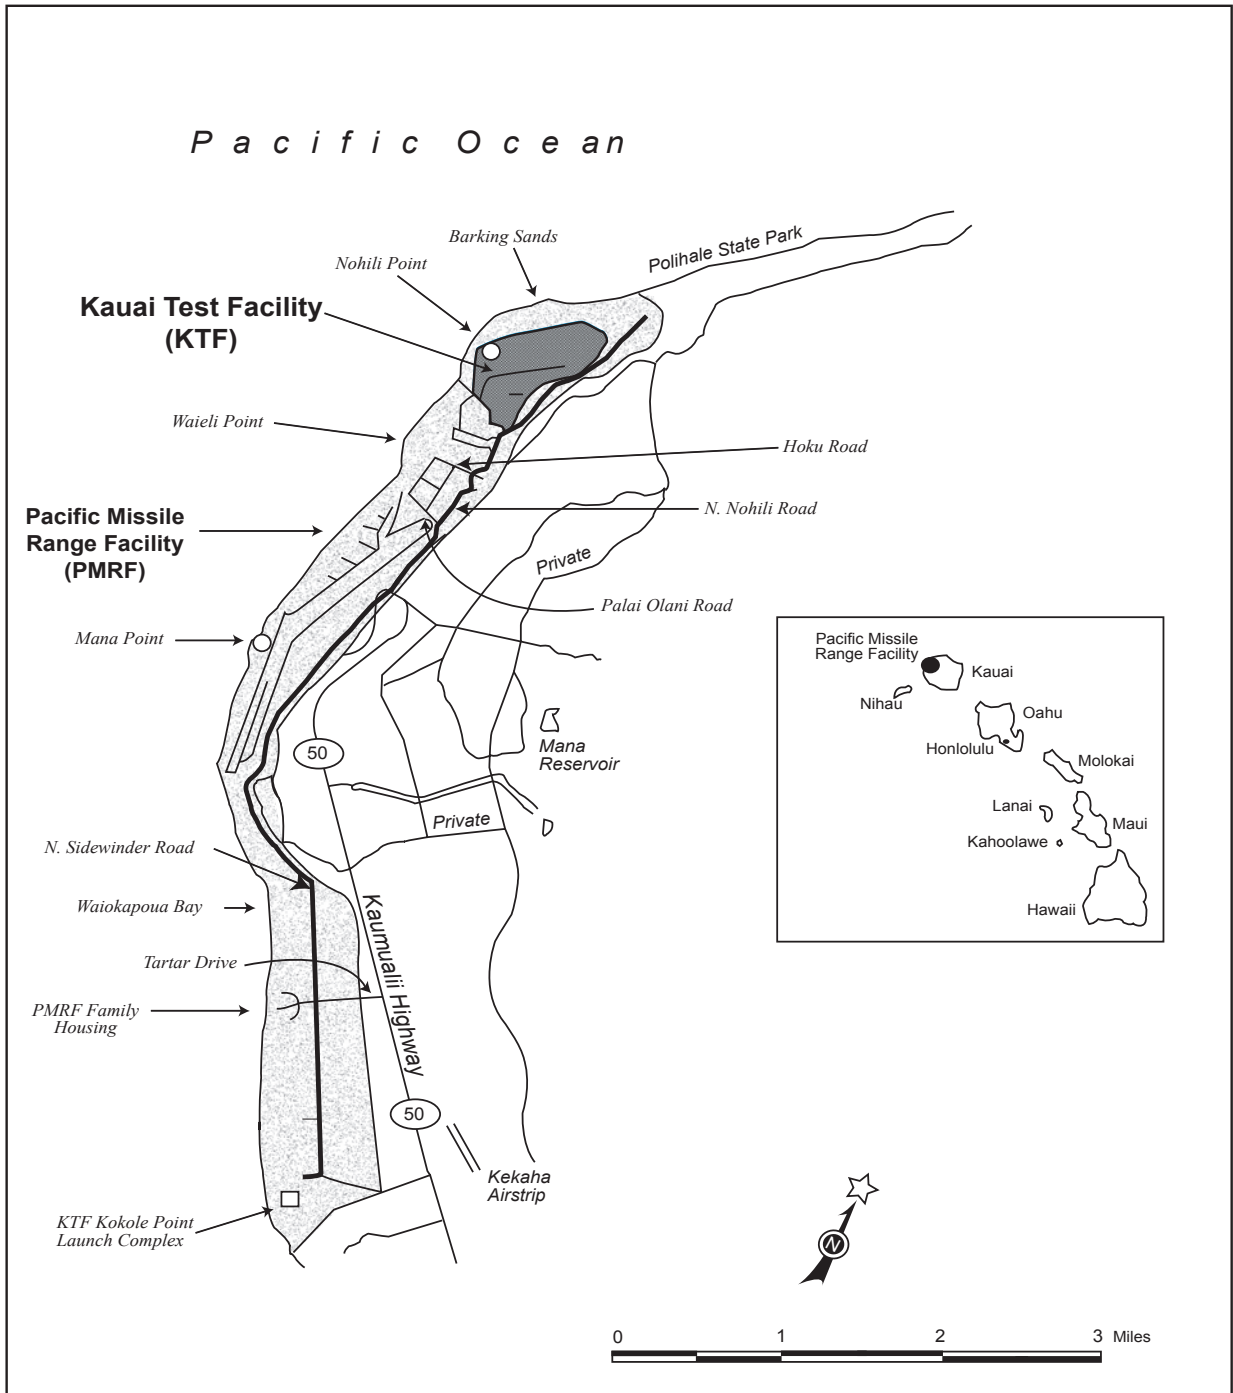 Pacific Ocean
Barking Sands
Polihale State Park
Nohili Point
Kauai Test Facility
(KTF)
Waieli Point
Hoku Road
Pacific Missile
Range Facility
(PMRF)
N. Nohili Road
Private
Palai Olani Road
Mana Point
50
Mana
Reservoir
Private
N. Sidewinder Road
Waiokapoua Bay
Kaumualii Highway
Tartar Drive
PMRF Family
Housing
50
Kekaha
Airstrip
KTF Kokole Point
Launch Complex
Pacific Missile
Range Facility
Kauai
Nihau
Oahu
Honlolulu
Molokai
Lanai
Maui
Kahoolawe
Hawaii
N
0 1 2 3 Miles